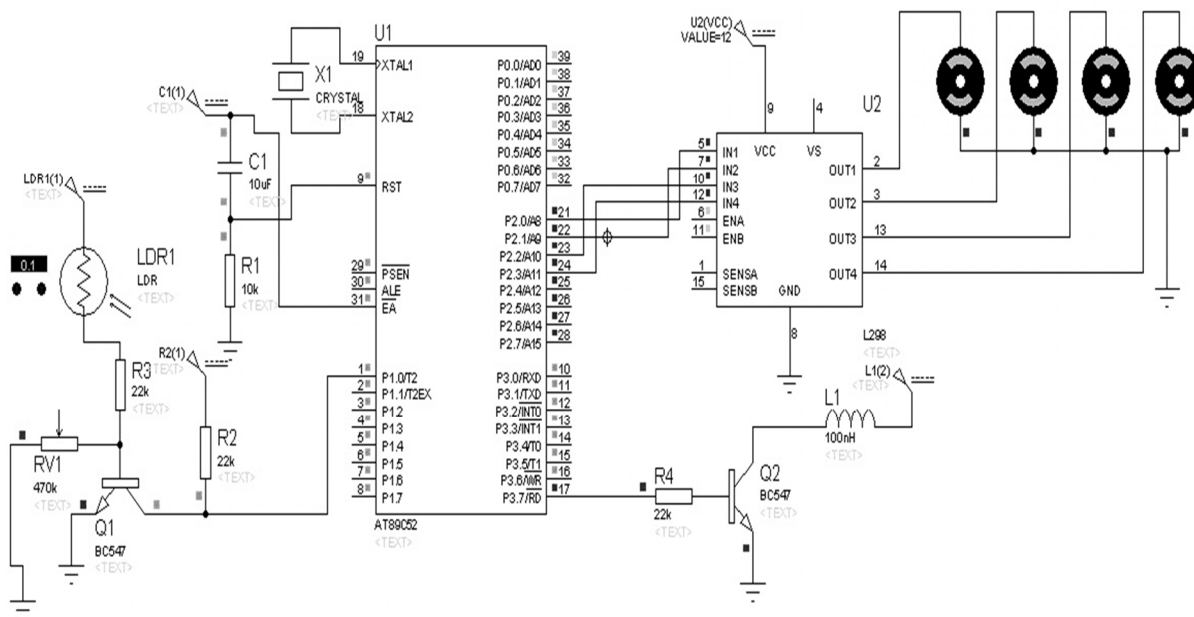 U1
19
XTAL1
18
XTAL2
9
RST
29
PSEN
30
ALE
31
EA
1
P1.0/T2
2
P1.1/T2EX
3
P1.2
4
P1.3
5
P1.4
6
P1.5
7
P1.6
8
P1.7
P0.0/AD0
39
P0.1/AD1
38
P0.2/AD2
37
P0.3/AD3
36
P0.4/AD4
35
P0.5/AD5
34
P0.6/AD6
33
P0.7/AD7
32
P2.0/A8
21
P2.1/A9
22
P2.2/A10
23
P2.3/A11
24
P2.4/A12
25
P2.5/A13
26
P2.6/A14
27
P2.7/A15
28
P3.0/RXD
10
P3.1/TXD
11
P3.2/INT0
12
P3.3/INT1
13
P3.4/T0
14
P3.5/T1
15
P3.6/WR
16
P3.7/RD
17
AT89C52
<TEXT>
X1
CRYSTAL
<TEXT>
C1(1)
<TEXT>
C1
10uF
<TEXT>
R1
10k
<TEXT>
LDR1(1)
<TEXT>
0.1
LDR1
LDR
<TEXT>
R2(1)
<TEXT>
R3
22k
<TEXT>
R2
22k
<TEXT>
RV1
470k
<TEXT>
Q1
BC547
<TEXT>
U2(VCC)
VALUE=12
U2
9
4
VCC
VS
5
IN1
7
IN2
10
IN3
12
IN4
6
ENA
11
ENB
1
SENSA
15
SENSB
GND
8
OUT1
2
OUT2
3
OUT3
13
OUT4
14
L298
<TEXT>
L1(2)
<TEXT>
L1
100nH
<TEXT>
R4
22k
<TEXT>
Q2
BC547
<TEXT>